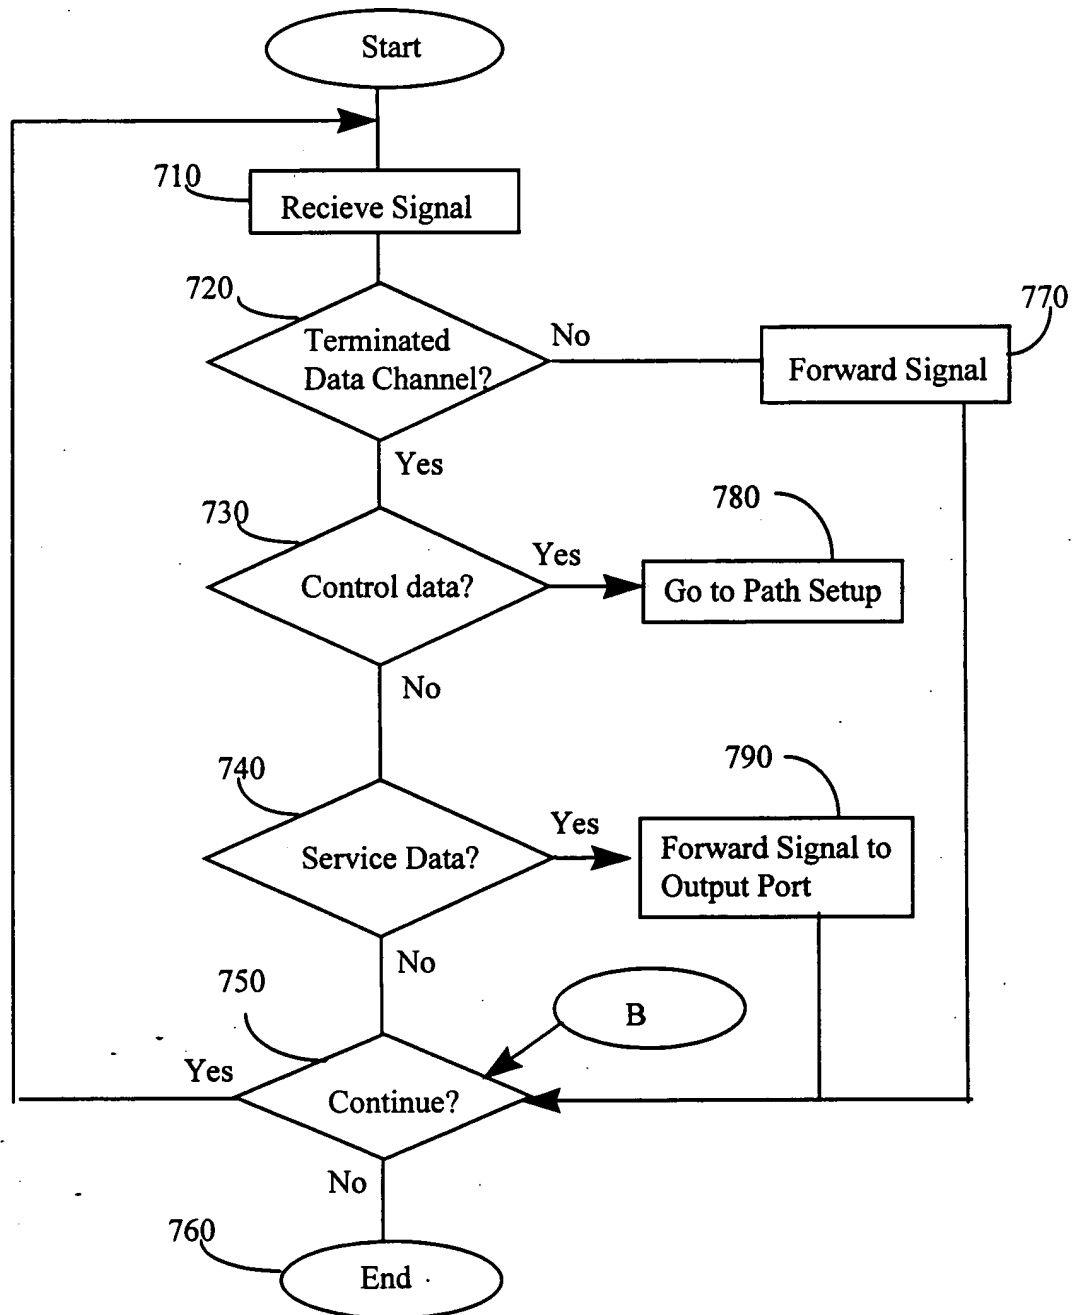 Start
710
Recieve Signal
720
Terminated
Data Channel?
No
770
Forward Signal
Yes
730
Control data?
Yes
780
Go to Path Setup
No
740
Service Data?
Yes
790
Forward Signal to
Output Port
No
750
B
Yes
Continue?
No
760
End